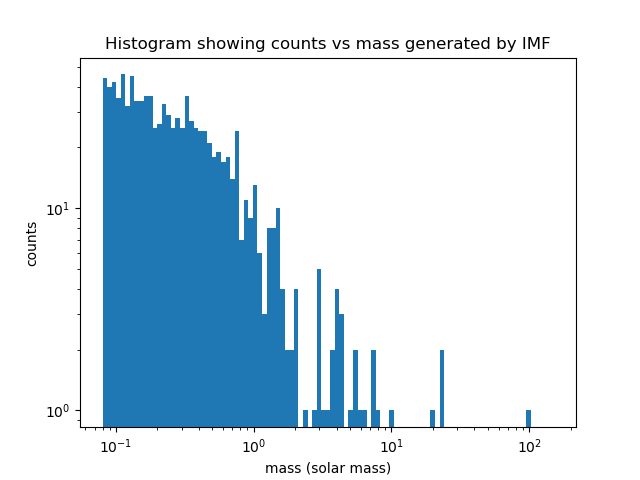 Histogram showing counts vs mass generated by IMF
counts
10¹
10⁰
10⁻¹ 10⁰ 10¹ 10²
mass (solar mass)